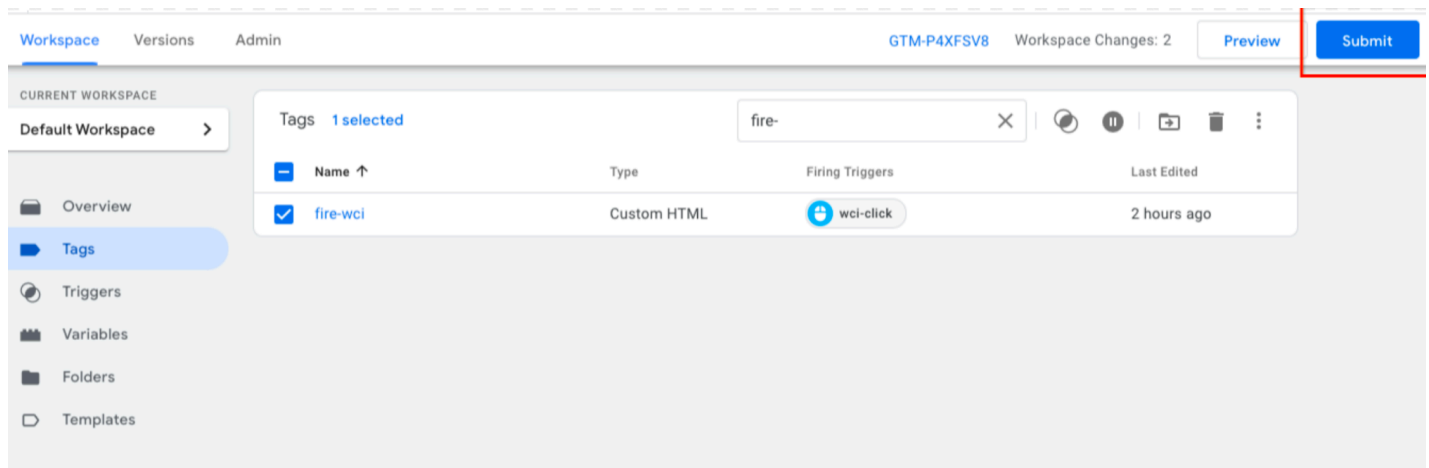 Workspace Versions Admin GTM-P4XFSV8 Workspace Changes: 2 Preview Submit
CURRENT WORKSPACE
Default Workspace
Tags 1 selected fire-
Name Type Firing Triggers Last Edited
fire-wci Custom HTML wci-click 2 hours ago
Overview
Tags
Triggers
Variables
Folders
Templates